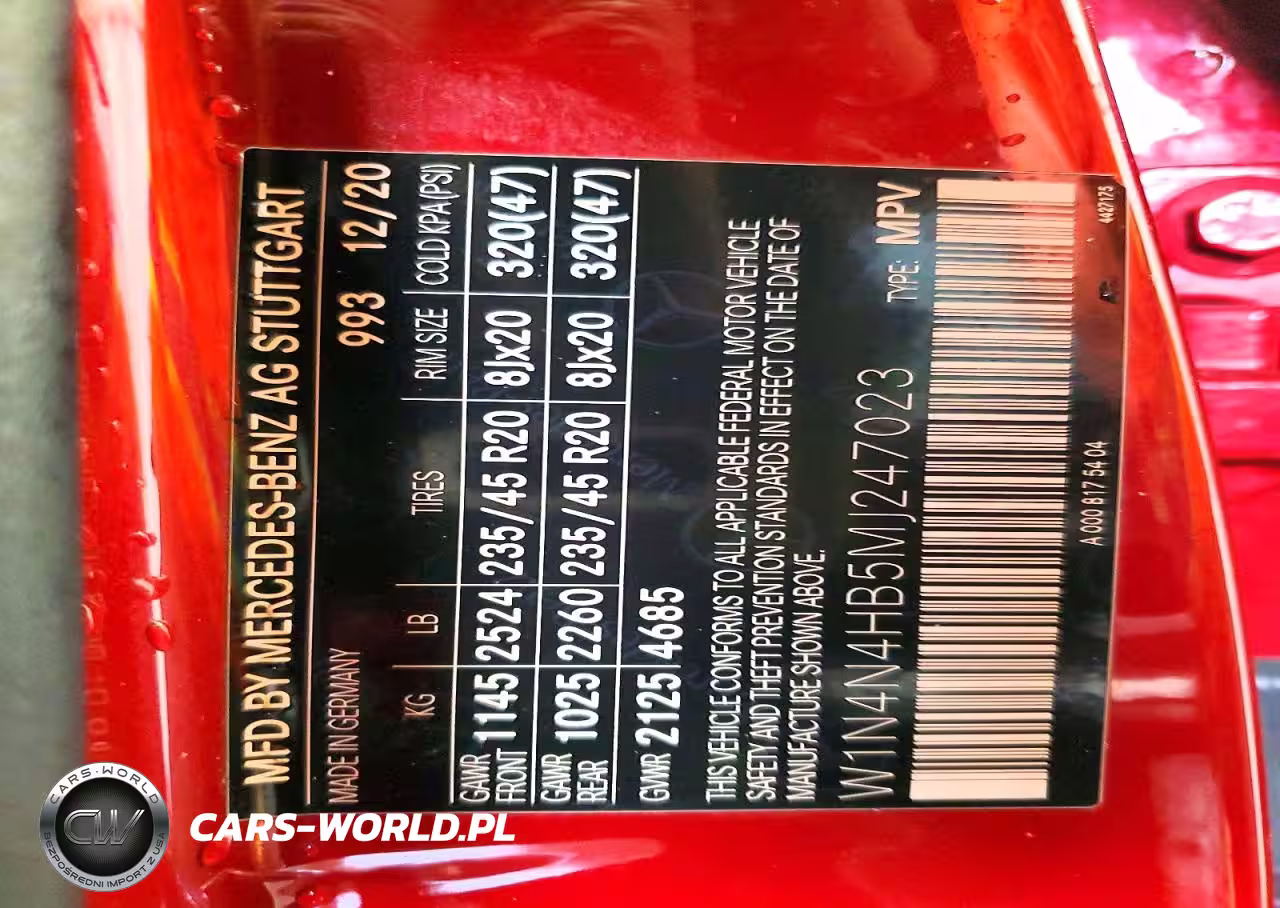 MFD BY MERCEDES-BENZ AG STUTTGART
MADE IN GERMANY 993 12/20
KG LB TIRES RIM SIZE COLD KPA(PSI)
GAWR FRONT 1145 2524 235/45 R20 8Jx20 320(47)
GAWR REAR 1025 2260 235/45 R20 8Jx20 320(47)
GVWR 2125 4685
THIS VEHICLE CONFORMS TO ALL APPLICABLE FEDERAL MOTOR VEHICLE
SAFETY AND THEFT PREVENTION STANDARDS IN EFFECT ON THE DATE OF
MANUFACTURE SHOWN ABOVE.
W1N4N4HB5MJ247023 TYPE: MPV
A 000 817 54 04 4427175
CARS-WORLD
CW
BEZPOŚREDNI IMPORT Z USA
CARS-WORLD.PL